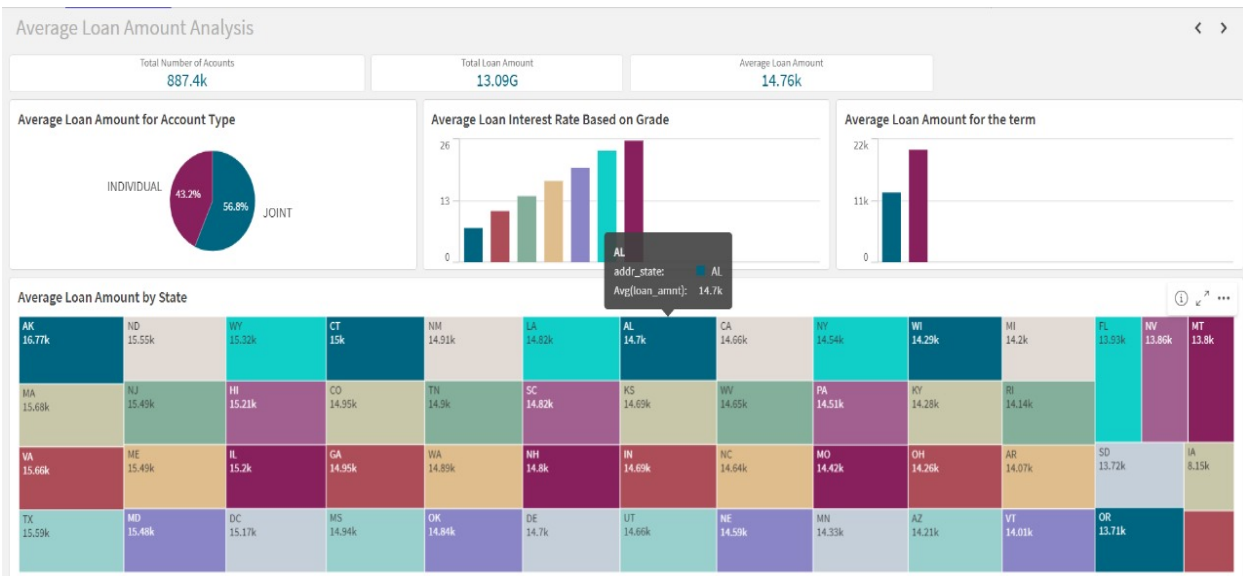 Average Loan Amount Analysis
Total Number of Acounts
887.4k
Total Loan Amount
13.09G
Average Loan Amount
14.76k
Average Loan Amount for Account Type
INDIVIDUAL
43.2%
56.8%
JOINT
Average Loan Interest Rate Based on Grade
26
13
0
Average Loan Amount for the term
22k
11k
0
AL
addr_state: AL
Avg(loan_amnt): 14.7k
Average Loan Amount by State
AK ND WY CT NM LA AL CA NY WI MI FL NV MT
16.77k 15.55k 15.32k 15k 14.91k 14.82k 14.7k 14.66k 14.54k 14.29k 14.2k 13.93k 13.86k 13.8k
MA NJ HI CO TN SC KS WV PA KY RI
15.68k 15.49k 15.21k 14.95k 14.9k 14.82k 14.69k 14.65k 14.51k 14.28k 14.14k
VA ME IL GA WA NH IN NC MO OH AR SD IA
15.66k 15.49k 15.2k 14.95k 14.89k 14.8k 14.69k 14.64k 14.42k 14.26k 14.07k 13.72k 8.15k
TX MD DC MS OK DE UT NE MN AZ VT OR
15.59k 15.48k 15.17k 14.94k 14.84k 14.7k 14.66k 14.59k 14.33k 14.21k 14.01k 13.71k